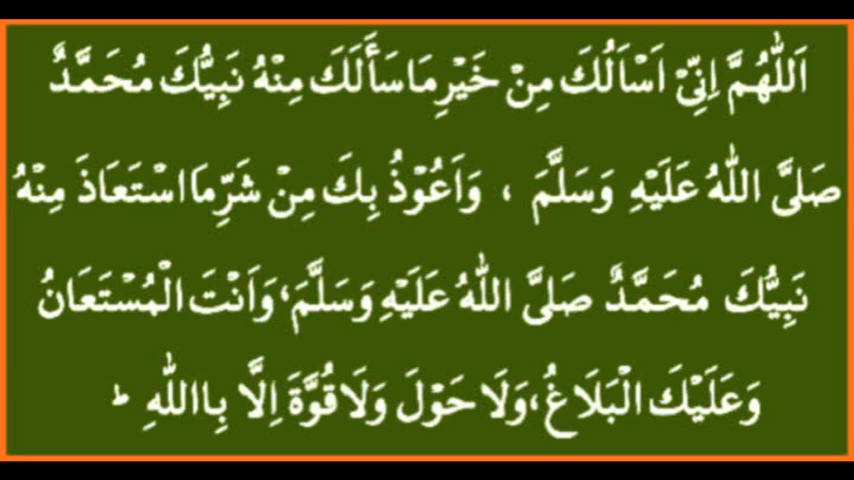 اَللّٰهُمَّ اِنِّیْ اَسْاَلُكَ مِنْ خَيْرِمَا سَأَلَكَ مِنْهُ نَبِيُّكَ مُحَمَّدٌ
صَلَّی اللّٰهُ عَلَيْهِ وَسَلَّمَ ، وَاَعُوْذُ بِكَ مِنْ شَرِّمَا اسْتَعَاذَ مِنْهُ
نَبِيُّكَ مُحَمَّدٌ صَلَّی اللّٰهُ عَلَيْهِ وَسَلَّمَ،وَاَنْتَ الْمُسْتَعَانُ
وَعَلَيْكَ الْبَلَاغُ،وَلَا حَوْلَ وَلَا قُوَّةَ اِلَّا بِاللّٰهِ ؕ